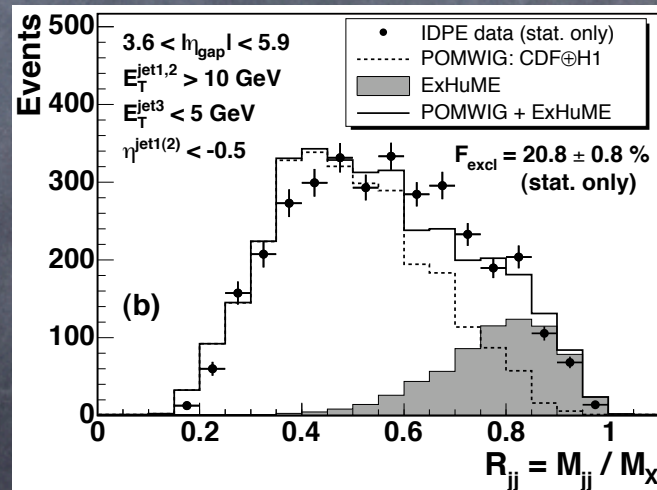 500
400
300
200
100
0
Events
3.6 < |η_gap| < 5.9
E_T^jet1,2 > 10 GeV
E_T^jet3 < 5 GeV
η^jet1(2) < -0.5
IDPE data (stat. only)
POMWIG: CDF⊕H1
ExHuME
POMWIG + ExHuME
F_excl = 20.8 ± 0.8 %
(stat. only)
(b)
0 0.2 0.4 0.6 0.8 1
R_jj = M_jj / M_X